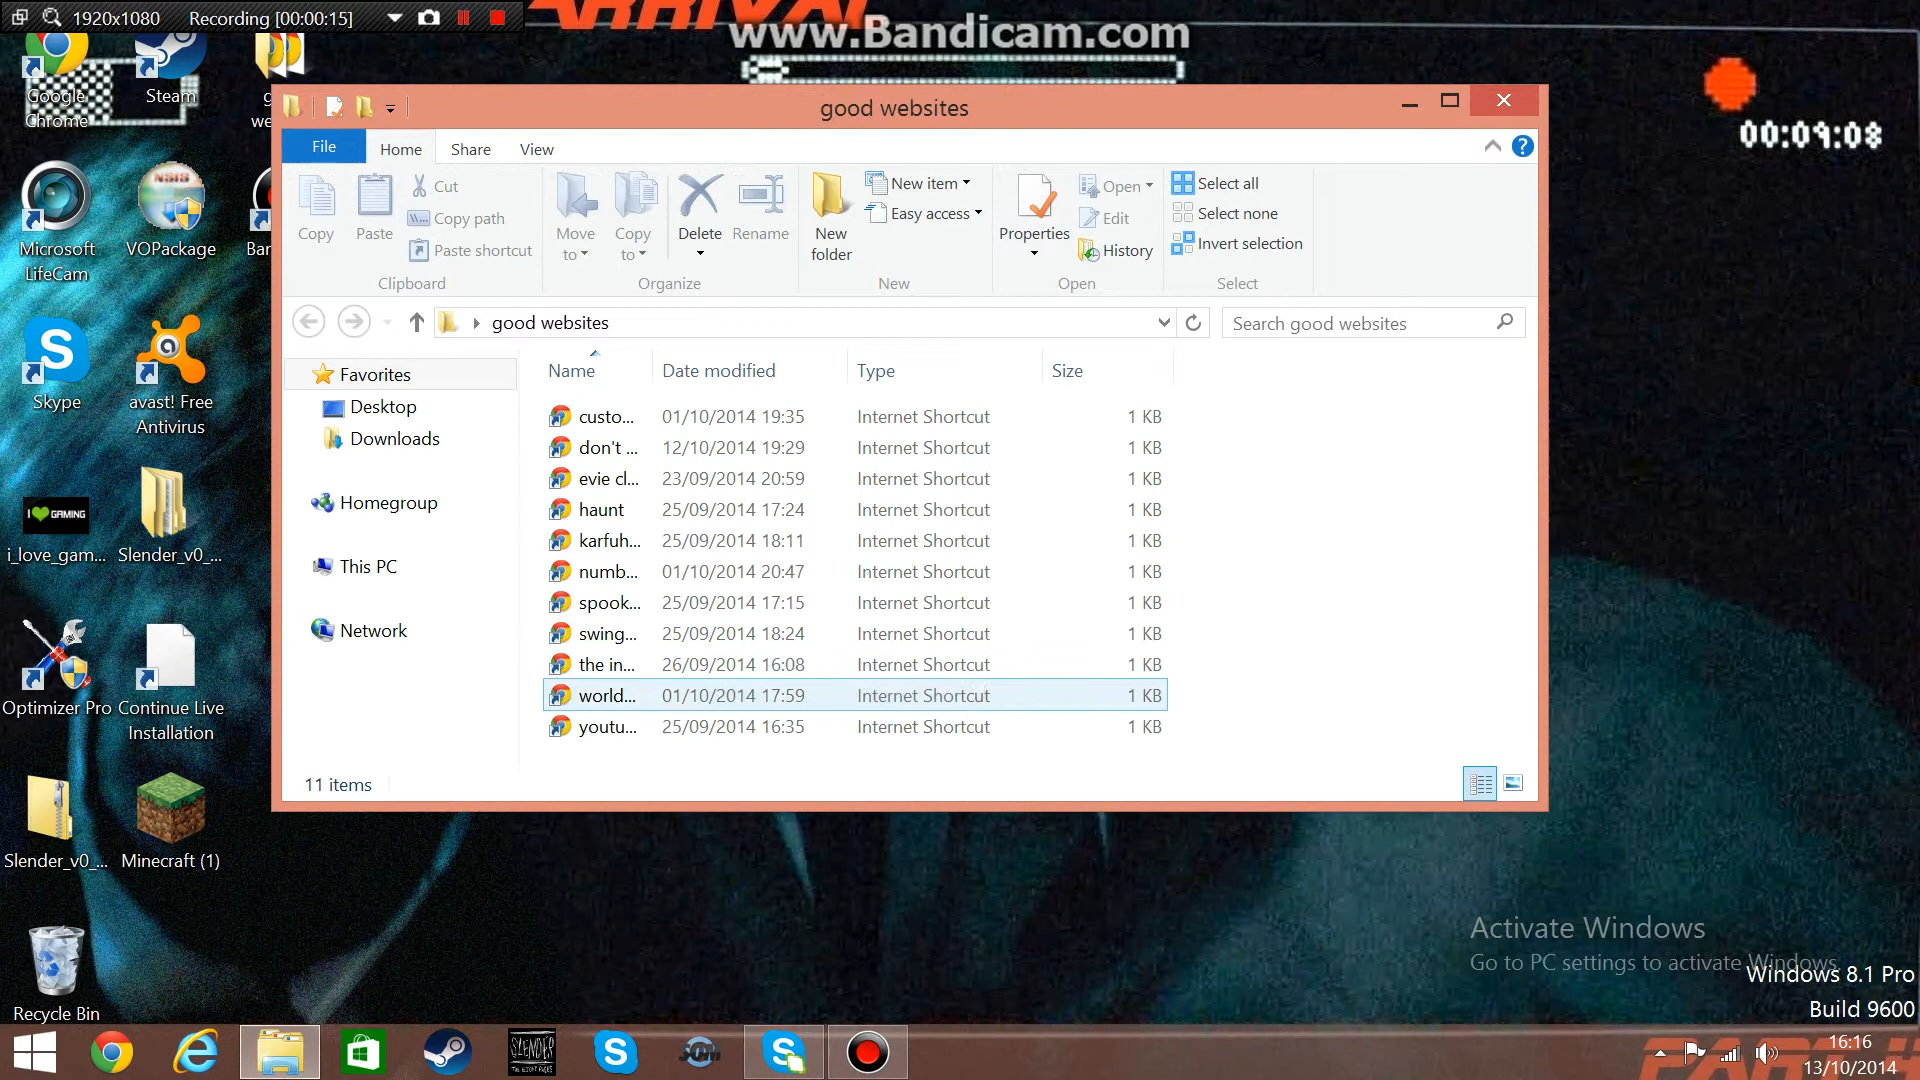 1920x1080 Recording [00:00:15]
www.Bandicam.com
00:09:08
Google Chrome
Steam
Microsoft LifeCam
VOPackage
Skype
avast! Free Antivirus
I GAMING
i_love_gam...
Slender_v0_...
Optimizer Pro
Continue Live Installation
Slender_v0_...
Minecraft (1)
Recycle Bin
good websites
File Home Share View
Copy
Paste
Cut
Copy path
Paste shortcut
Clipboard
Move to
Copy to
Delete
Rename
Organize
New folder
New item
Easy access
New
Properties
Open
Edit
History
Open
Select all
Select none
Invert selection
Select
good websites
Search good websites
Favorites
Desktop
Downloads
Homegroup
This PC
Network
Name Date modified Type Size
custo... 01/10/2014 19:35 Internet Shortcut 1 KB
don't ... 12/10/2014 19:29 Internet Shortcut 1 KB
evie cl... 23/09/2014 20:59 Internet Shortcut 1 KB
haunt 25/09/2014 17:24 Internet Shortcut 1 KB
karfuh... 25/09/2014 18:11 Internet Shortcut 1 KB
numb... 01/10/2014 20:47 Internet Shortcut 1 KB
spook... 25/09/2014 17:15 Internet Shortcut 1 KB
swing... 25/09/2014 18:24 Internet Shortcut 1 KB
the in... 26/09/2014 16:08 Internet Shortcut 1 KB
world... 01/10/2014 17:59 Internet Shortcut 1 KB
youtu... 25/09/2014 16:35 Internet Shortcut 1 KB
11 items
Activate Windows
Go to PC settings to activate Windows.
Windows 8.1 Pro
Build 9600
SLENDER
16:16
13/10/2014